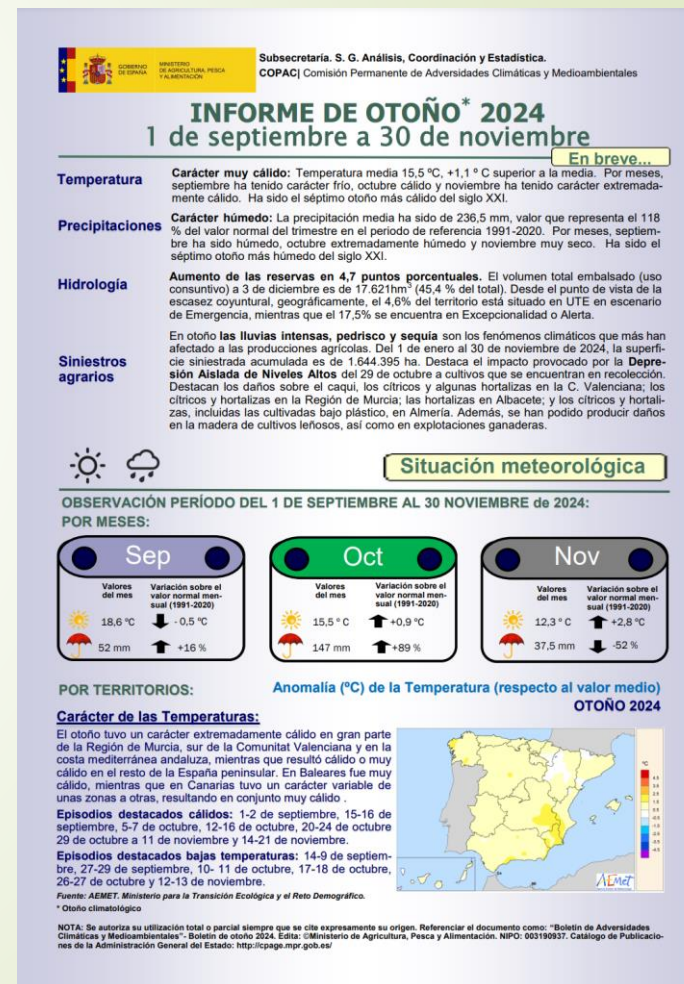 GOBIERNO
DE ESPAÑA
MINISTERIO
DE AGRICULTURA, PESCA
Y ALIMENTACIÓN
Subsecretaría. S. G. Análisis, Coordinación y Estadística.
COPAC| Comisión Permanente de Adversidades Climáticas y Medioambientales
INFORME DE OTOÑO* 2024
1 de septiembre a 30 de noviembre
En breve...
Temperatura
Carácter muy cálido: Temperatura media 15,5 ºC, +1,1 º C superior a la media. Por meses,
septiembre ha tenido carácter frío, octubre cálido y noviembre ha tenido carácter extremada-
mente cálido. Ha sido el séptimo otoño más cálido del siglo XXI.
Precipitaciones
Carácter húmedo: La precipitación media ha sido de 236,5 mm, valor que representa el 118
% del valor normal del trimestre en el periodo de referencia 1991-2020. Por meses, septiem-
bre ha sido húmedo, octubre extremadamente húmedo y noviembre muy seco. Ha sido el
séptimo otoño más húmedo del siglo XXI.
Hidrología
Aumento de las reservas en 4,7 puntos porcentuales. El volumen total embalsado (uso
consuntivo) a 3 de diciembre es de 17.621hm3 (45,4 % del total). Desde el punto de vista de la
escasez coyuntural, geográficamente, el 4,6% del territorio está situado en UTE en escenario
de Emergencia, mientras que el 17,5% se encuentra en Excepcionalidad o Alerta.
Siniestros
agrarios
En otoño las lluvias intensas, pedrisco y sequía son los fenómenos climáticos que más han
afectado a las producciones agrícolas. Del 1 de enero al 30 de noviembre de 2024, la superfi-
cie siniestrada acumulada es de 1.644.395 ha. Destaca el impacto provocado por la Depre-
sión Aislada de Niveles Altos del 29 de octubre a cultivos que se encuentran en recolección.
Destacan los daños sobre el caqui, los cítricos y algunas hortalizas en la C. Valenciana; los
cítricos y hortalizas en la Región de Murcia; las hortalizas en Albacete; y los cítricos y hortali-
zas, incluidas las cultivadas bajo plástico, en Almería. Además, se han podido producir daños
en la madera de cultivos leñosos, así como en explotaciones ganaderas.
Situación meteorológica
OBSERVACIÓN PERÍODO DEL 1 DE SEPTIEMBRE AL 30 NOVIEMBRE de 2024:
POR MESES:
Sep
Valores
del mes
Variación sobre el
valor normal men-
sual (1991-2020)
18,6 ºC
- 0,5 ºC
52 mm
+16 %
Oct
Valores
del mes
Variación sobre el
valor normal men-
sual (1991-2020)
15,5 º C
+0,9 ºC
147 mm
+89 %
Nov
Valores
del mes
Variación sobre el
valor normal men-
sual (1991-2020)
12,3 º C
+2,8 ºC
37,5 mm
-52 %
POR TERRITORIOS:
Anomalía (ºC) de la Temperatura (respecto al valor medio)
OTOÑO 2024
Carácter de las Temperaturas:
El otoño tuvo un carácter extremadamente cálido en gran parte
de la Región de Murcia, sur de la Comunitat Valenciana y en la
costa mediterránea andaluza, mientras que resultó cálido o muy
cálido en el resto de la España peninsular. En Baleares fue muy
cálido, mientras que en Canarias tuvo un carácter variable de
unas zonas a otras, resultando en conjunto muy cálido .
Episodios destacados cálidos: 1-2 de septiembre, 15-16 de
septiembre, 5-7 de octubre, 12-16 de octubre, 20-24 de octubre
29 de octubre a 11 de noviembre y 14-21 de noviembre.
Episodios destacados bajas temperaturas: 14-9 de septiem-
bre, 27-29 de septiembre, 10- 11 de octubre, 17-18 de octubre,
26-27 de octubre y 12-13 de noviembre.
AEMet
Fuente: AEMET. Ministerio para la Transición Ecológica y el Reto Demográfico.
* Otoño climatológico
NOTA: Se autoriza su utilización total o parcial siempre que se cite expresamente su origen. Referenciar el documento como: "Boletín de Adversidades
Climáticas y Medioambientales"- Boletín de otoño 2024. Edita: ©Ministerio de Agricultura, Pesca y Alimentación. NIPO: 003190937. Catálogo de Publicacio-
nes de la Administración General del Estado: http://cpage.mpr.gob.es/